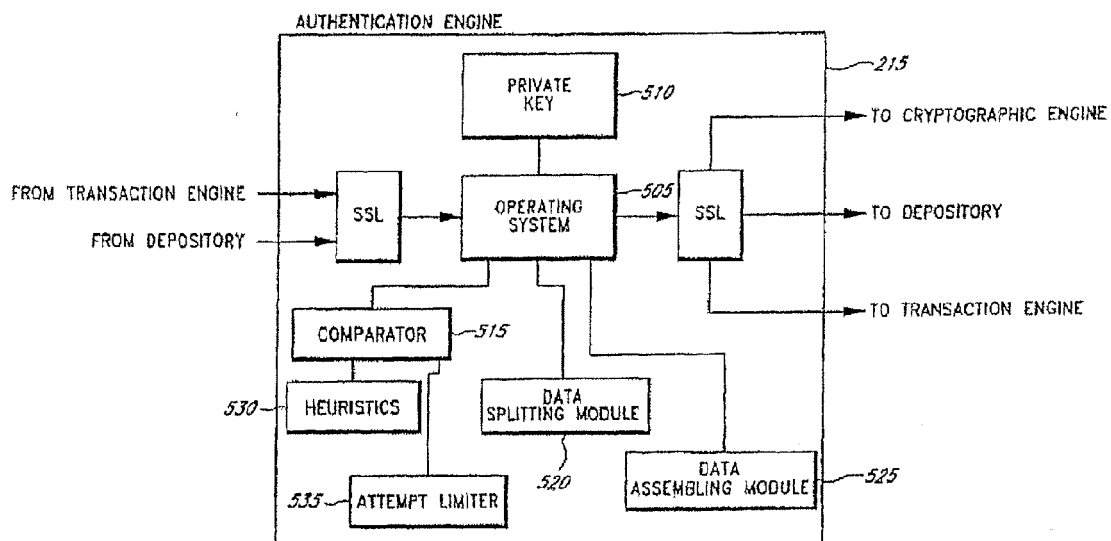 AUTHENTICATION ENGINE
215
PRIVATE
KEY
510
TO CRYPTOGRAPHIC ENGINE
FROM TRANSACTION ENGINE
SSL
OPERATING
SYSTEM
505
SSL
TO DEPOSITORY
FROM DEPOSITORY
TO TRANSACTION ENGINE
COMPARATOR
515
530
HEURISTICS
DATA
SPLITTING MODULE
520
DATA
ASSEMBLING MODULE
525
535
ATTEMPT LIMITER